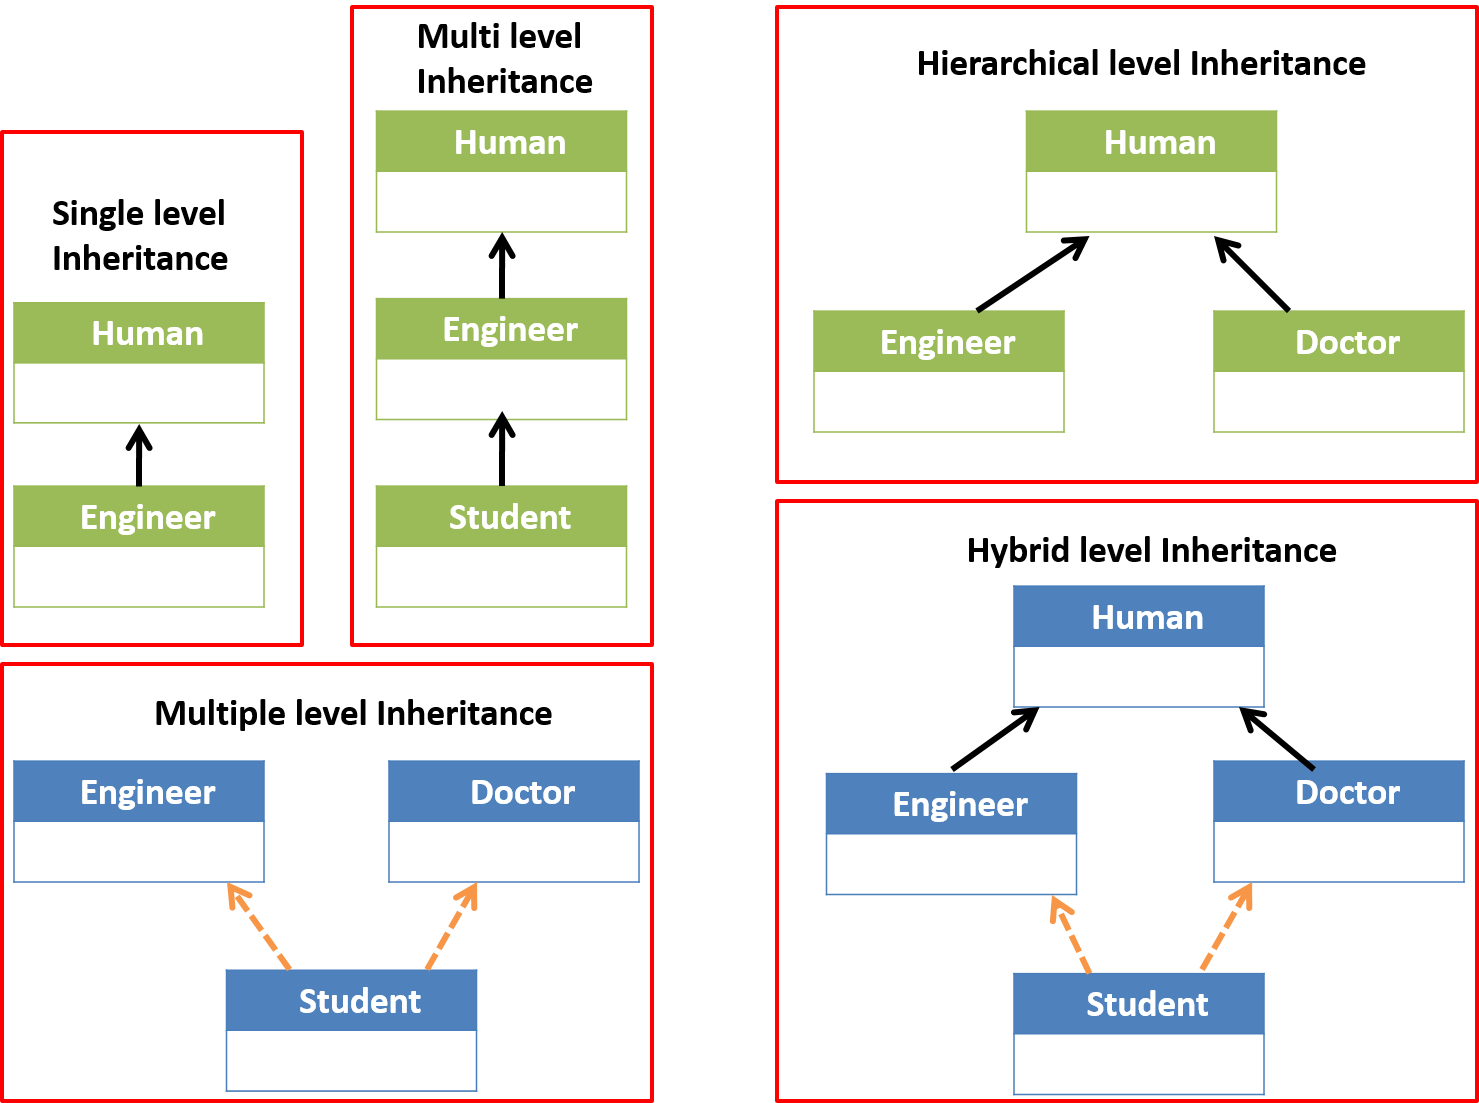 Single level
Inheritance
Human
Engineer
Multi level
Inheritance
Human
Engineer
Student
Hierarchical level Inheritance
Human
Engineer
Doctor
Multiple level Inheritance
Engineer
Doctor
Student
Hybrid level Inheritance
Human
Engineer
Doctor
Student